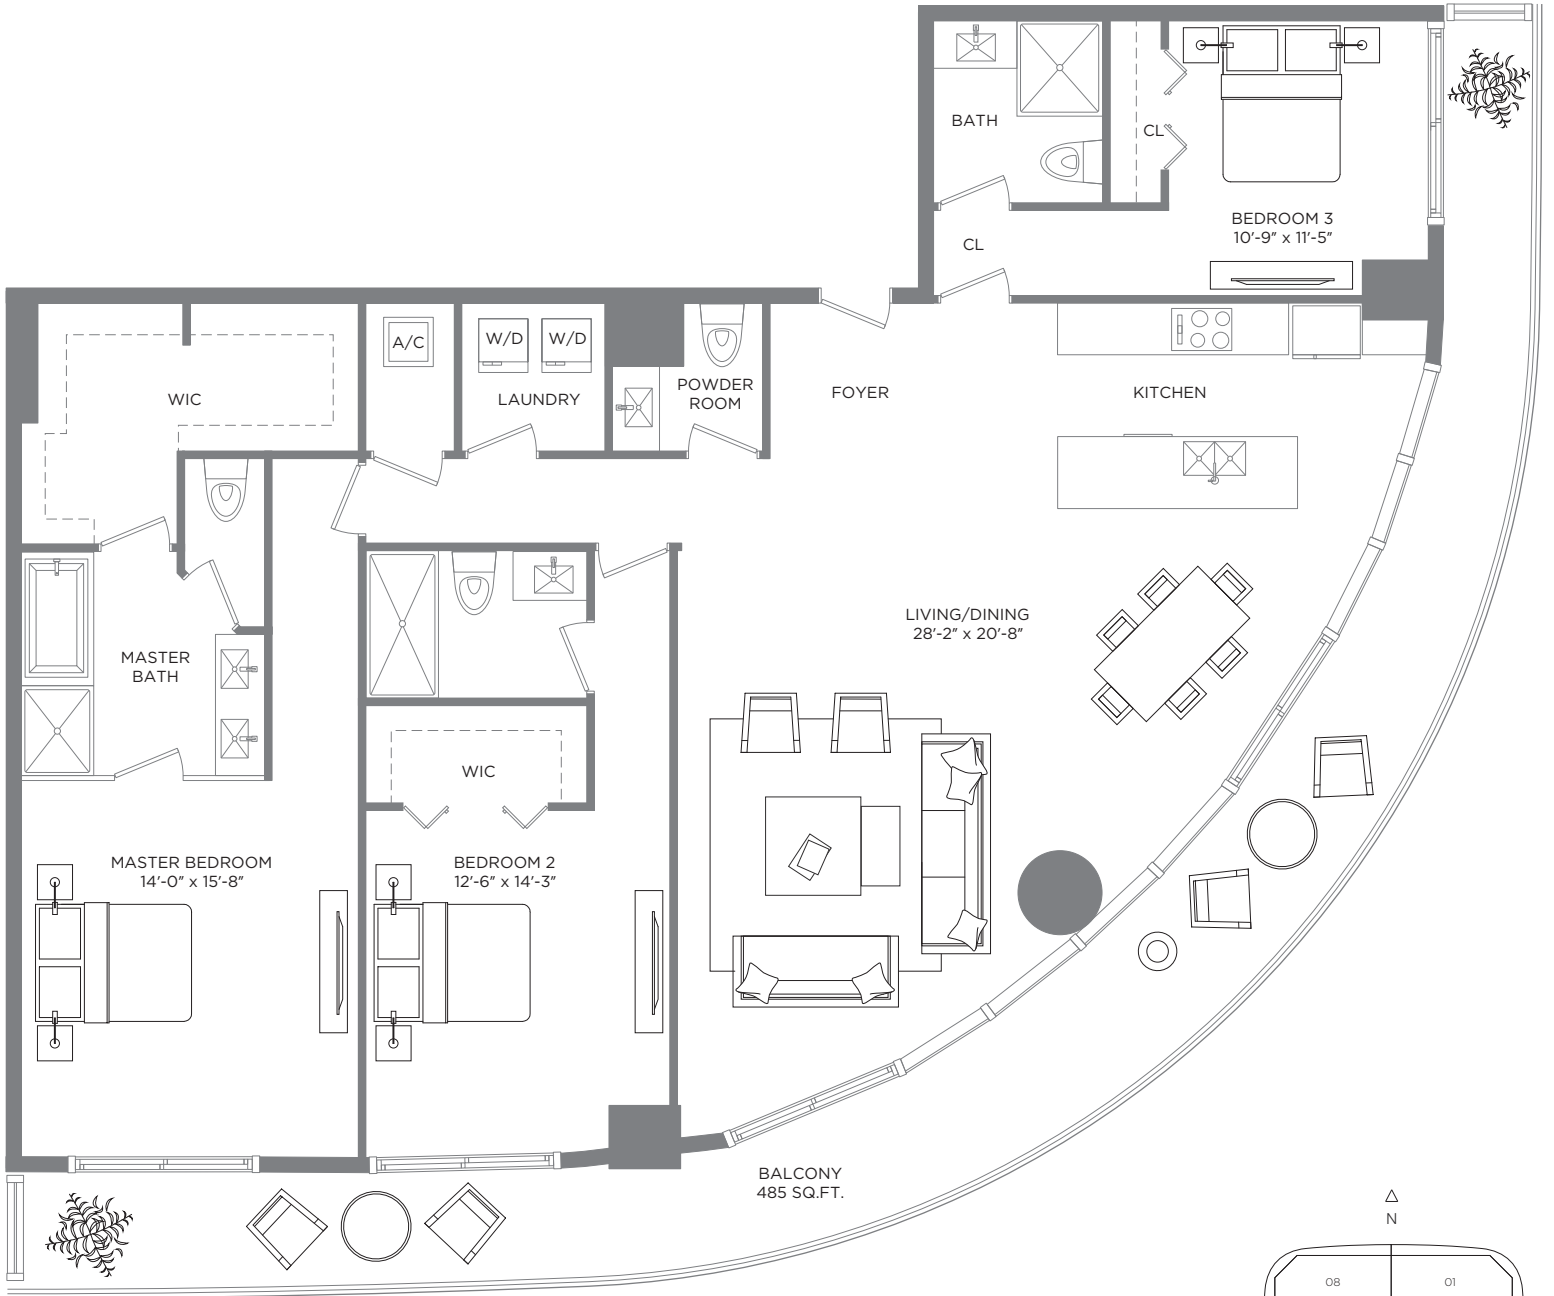 BATH
CL
BEDROOM 3
10'-9" x 11'-5"
CL
A/C
W/D
W/D
WIC
LAUNDRY
POWDER
ROOM
FOYER
KITCHEN
LIVING/DINING
28'-2" x 20'-8"
MASTER
BATH
WIC
MASTER BEDROOM
14'-0" x 15'-8"
BEDROOM 2
12'-6" x 14'-3"
BALCONY
485 SQ.FT.
N
08
01